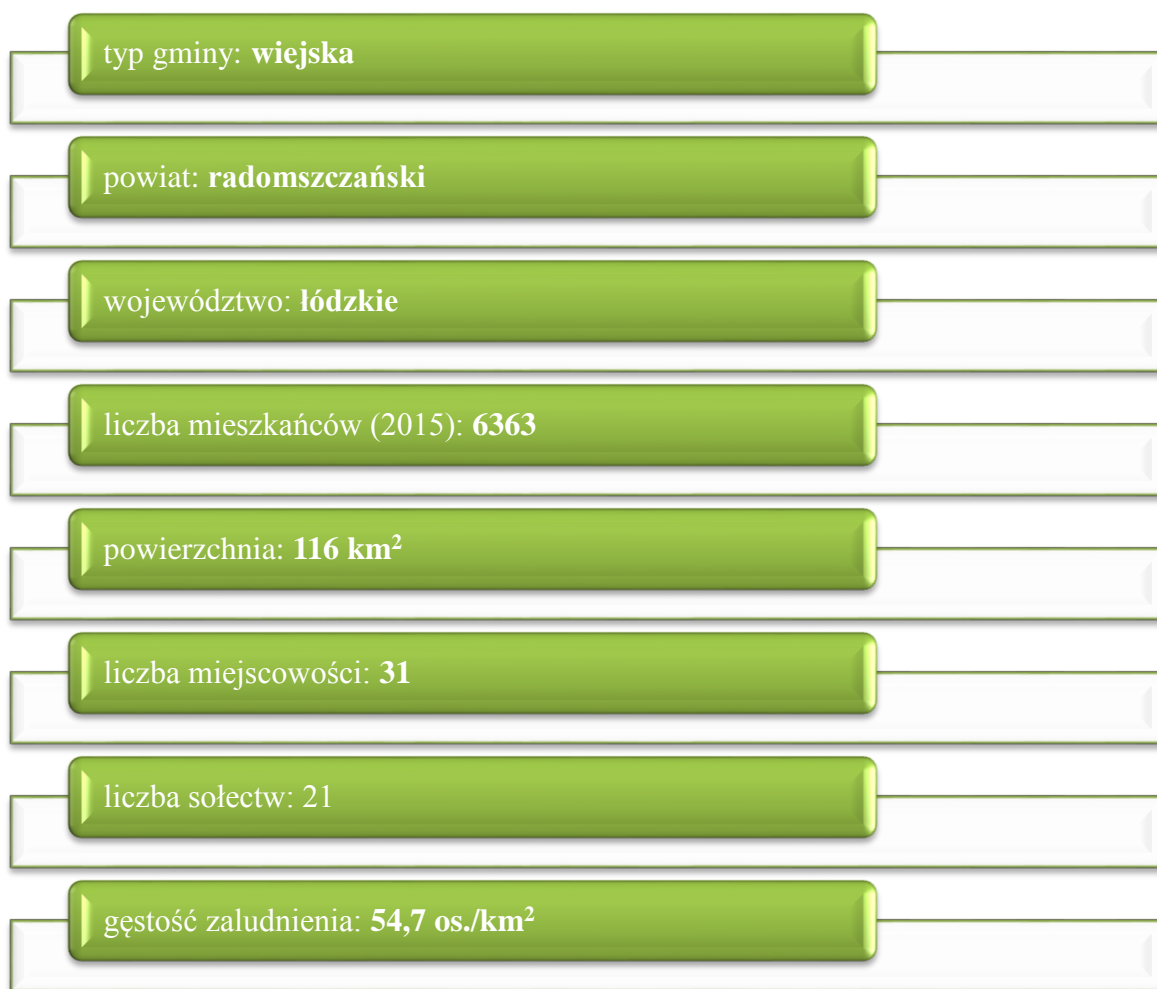 typ gminy: wiejska
powiat: radomszczański
województwo: łódzkie
liczba mieszkańców (2015): 6363
powierzchnia: 116 km²
liczba miejscowości: 31
liczba sołectw: 21
gęstość zaludnienia: 54,7 os./km²